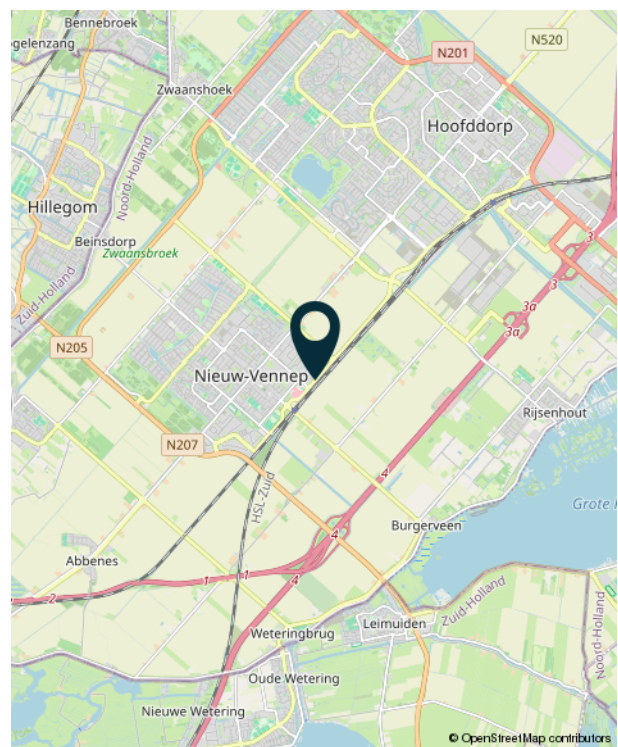 Bennebroek
ogelenzang
N520
N201
Zwaanshoek
Hoofddorp
Noord-Holland
Hillegom
Beinsdorp
Zwaansbroek
3
3
3a
3a
Zuid-Holland
N205
Nieuw-Vennep
Rijsenhout
N207
4
HSL-Zuid
Grote
Burgerveen
4
Abbenes
1
1
4
2
Zuid-Holland
Noord-Holland
Leimuiden
Weteringbrug
Oude Wetering
Nieuwe Wetering
© OpenStreetMap contributors